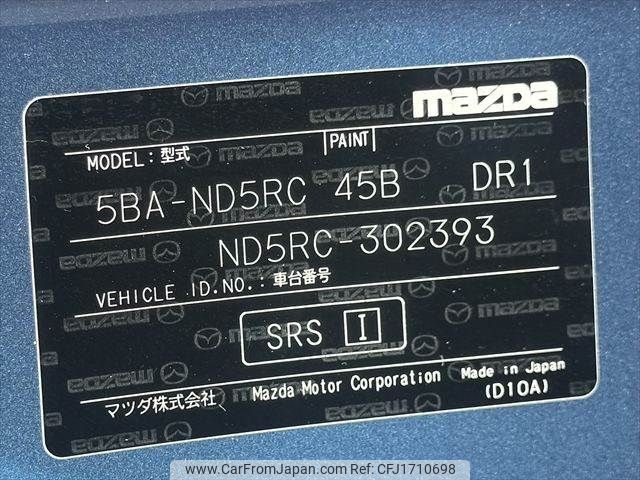 mazda
MODEL: 型式 PAINT
5BA-ND5RC 45B DR1
ND5RC-302393
VEHICLE I.D.NO.: 車台番号
SRS I
マツダ株式会社 Mazda Motor Corporation Made in Japan
(D10A)
www.CarFromJapan.com | Car ID: CFJ1710698